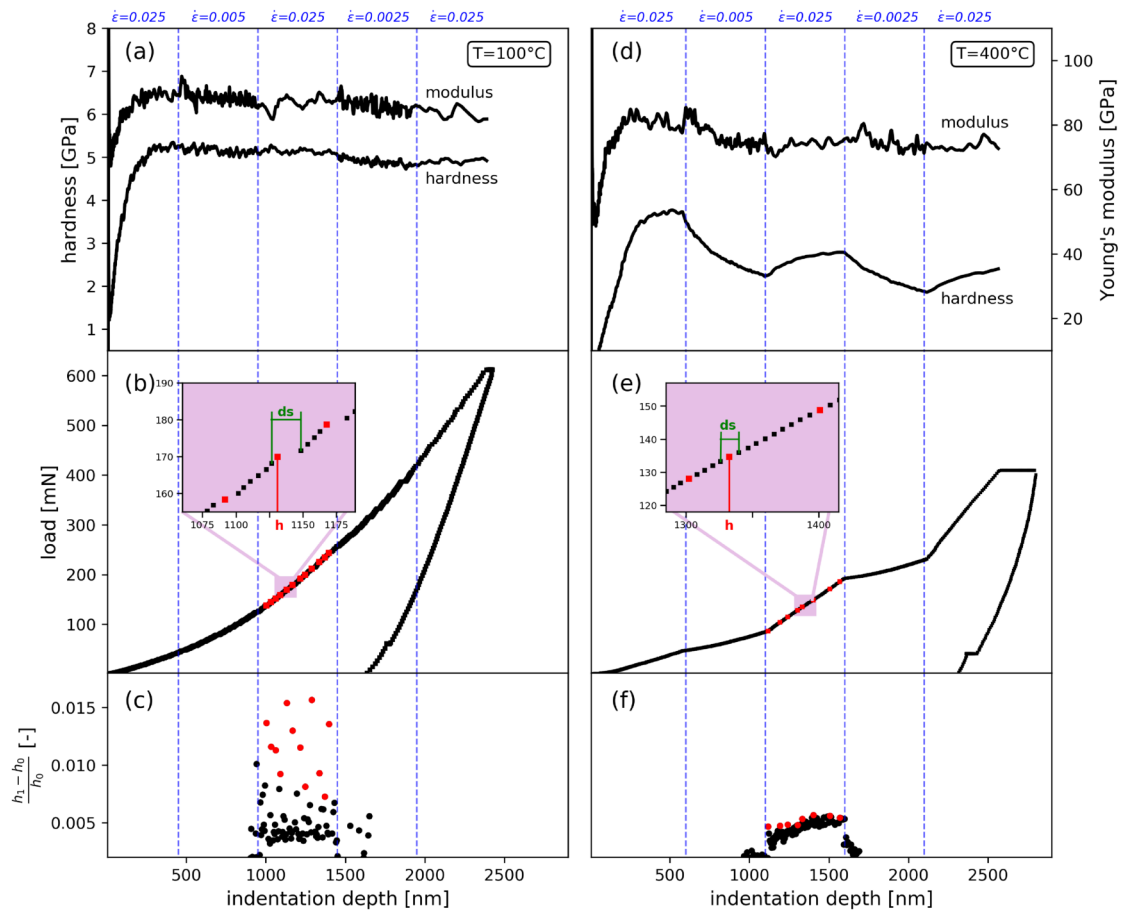 ε̇=0.025 ε̇=0.005 ε̇=0.025 ε̇=0.0025 ε̇=0.025
ε̇=0.025 ε̇=0.005 ε̇=0.025 ε̇=0.0025 ε̇=0.025
(a)
T=100°C
modulus
hardness
8
7
6
5
4
3
2
1
hardness [GPa]
(d)
T=400°C
modulus
hardness
100
80
60
40
20
Young's modulus [GPa]
(b)
600
500
400
300
200
100
load [mN]
190
180
170
160
1075 1100 1150 1175
ds
h
(e)
150
140
130
120
1300 1400
ds
h
(c)
0.015
0.010
0.005
(h₁ − h₀)/h₀ [-]
500 1000 1500 2000 2500
indentation depth [nm]
(f)
500 1000 1500 2000 2500
indentation depth [nm]